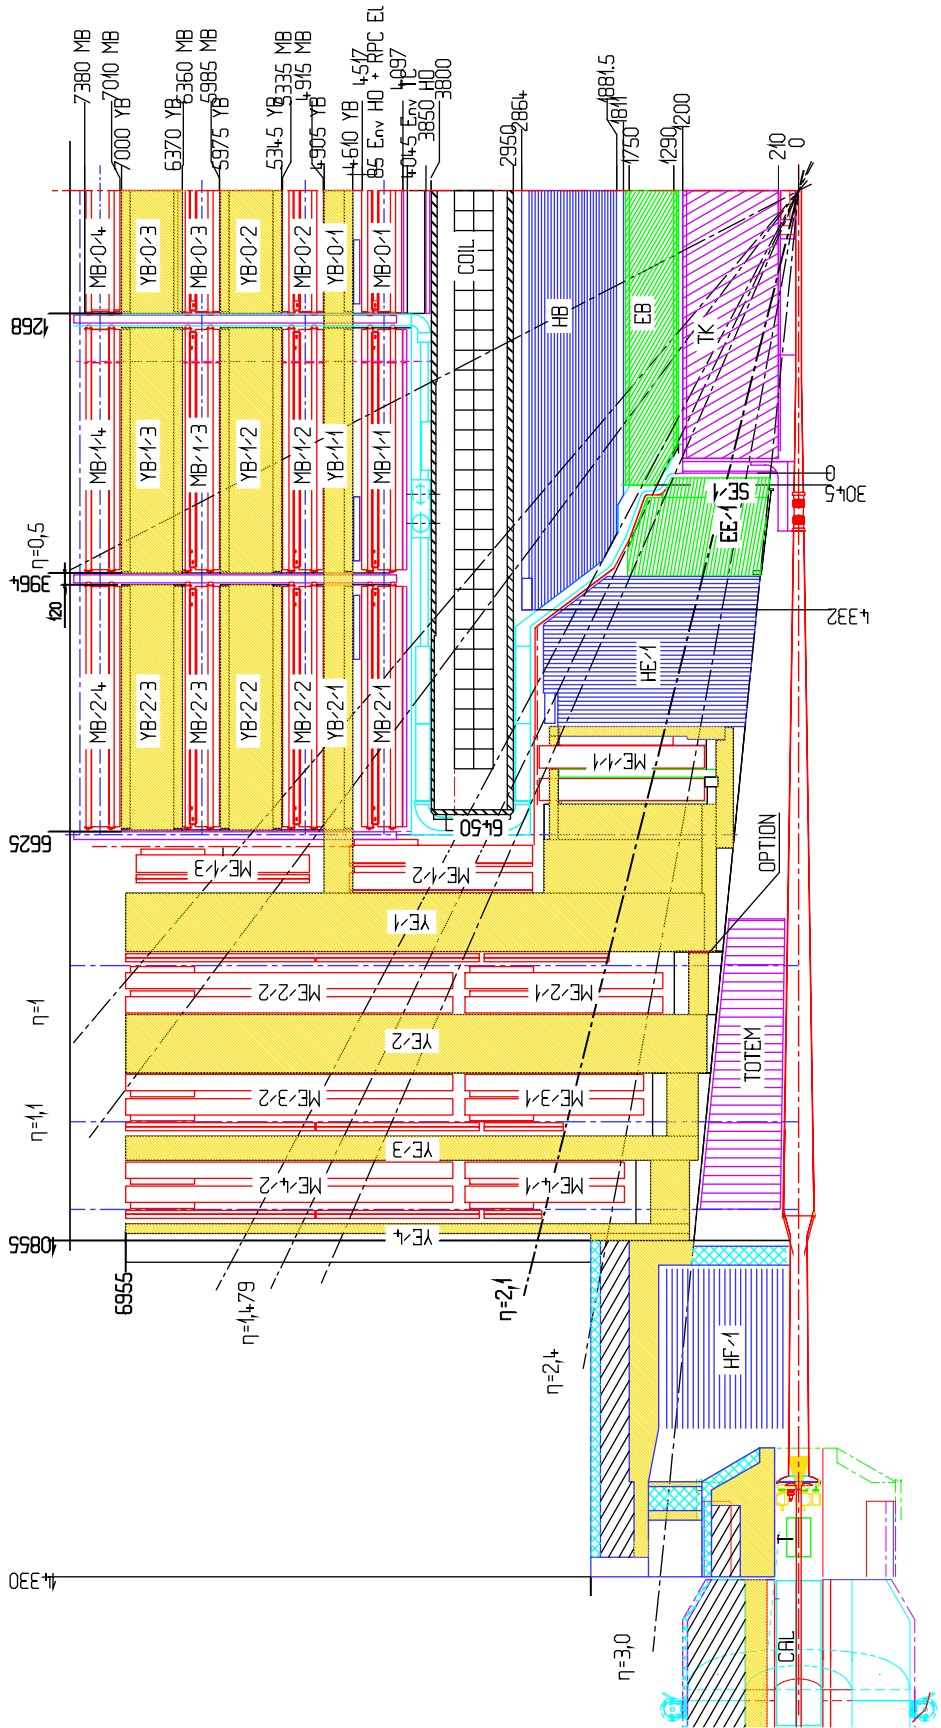 7380 MB
7010 MB
7000 YB
6370 YB
6360 MB
5985 MB
5975 YB
5345 YB
5335 MB
4915 MB
4905 YB
4610 YB
4517
85 Env HO + RPC El
4097
4045 Env TC
3850 HO
3800
2950
2864
1881.5
1811
1750
1290
1200
210
0
MB/0/4
YB/0/3
MB/0/3
YB/0/2
MB/0/2
YB/0/1
MB/0/1
COIL
HB
EB
TK
1268
MB/1/4
YB/1/3
MB/1/3
YB/1/2
MB/1/2
YB/1/1
MB/1/1
0
3045
SE/1
EE/1
η=0,5
3964
120
4332
HE/1
MB/2/4
YB/2/3
MB/2/3
YB/2/2
MB/2/2
YB/2/1
MB/2/1
ME/1/1
6450
6625
ME/1/3
ME/1/2
OPTION
YE/1
η=1
ME/2/2
ME/2/1
YE/2
TOTEM
η=1,1
ME/3/2
ME/3/1
YE/3
ME/4/2
ME/4/1
YE/4
10855
6955
η=1,479
η=2,1
η=2,4
HF/1
14330
T
η=3,0
CAL